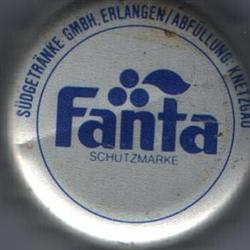 SÜDGETRÄNKE GMBH. ERLANGEN/ABFÜLLUNG: KNETZGAU
Fanta
SCHUTZMARKE